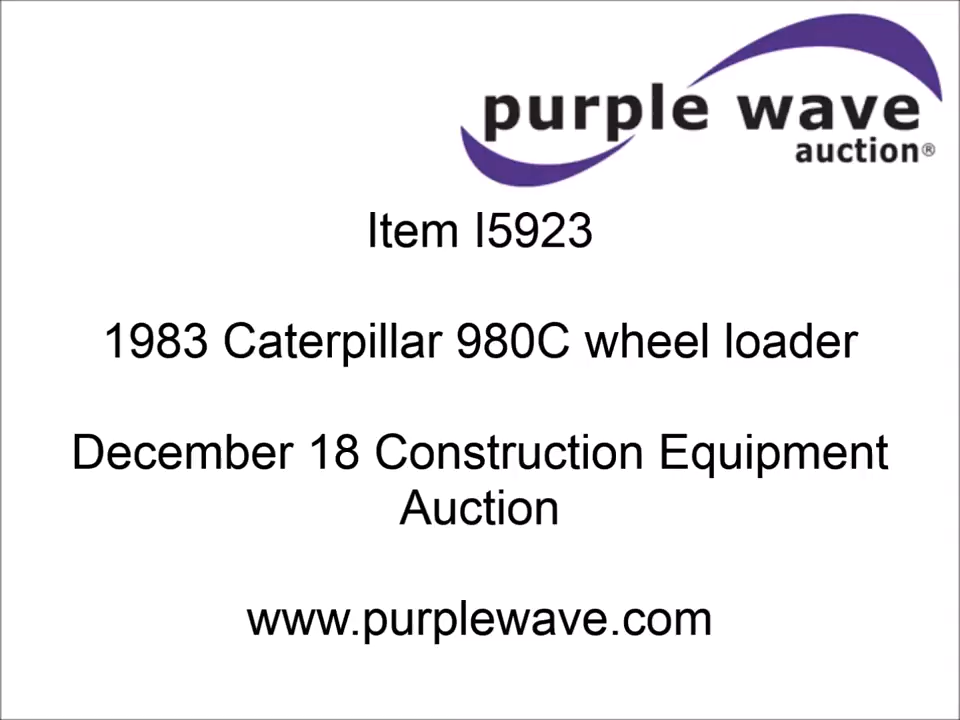 purple wave
auction®
Item I5923
1983 Caterpillar 980C wheel loader
December 18 Construction Equipment
Auction
www.purplewave.com